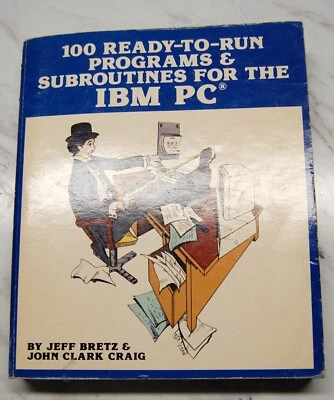 100 READY-TO-RUN
PROGRAMS &
SUBROUTINES FOR THE
IBM PC®
BY JEFF BRETZ &
JOHN CLARK CRAIG